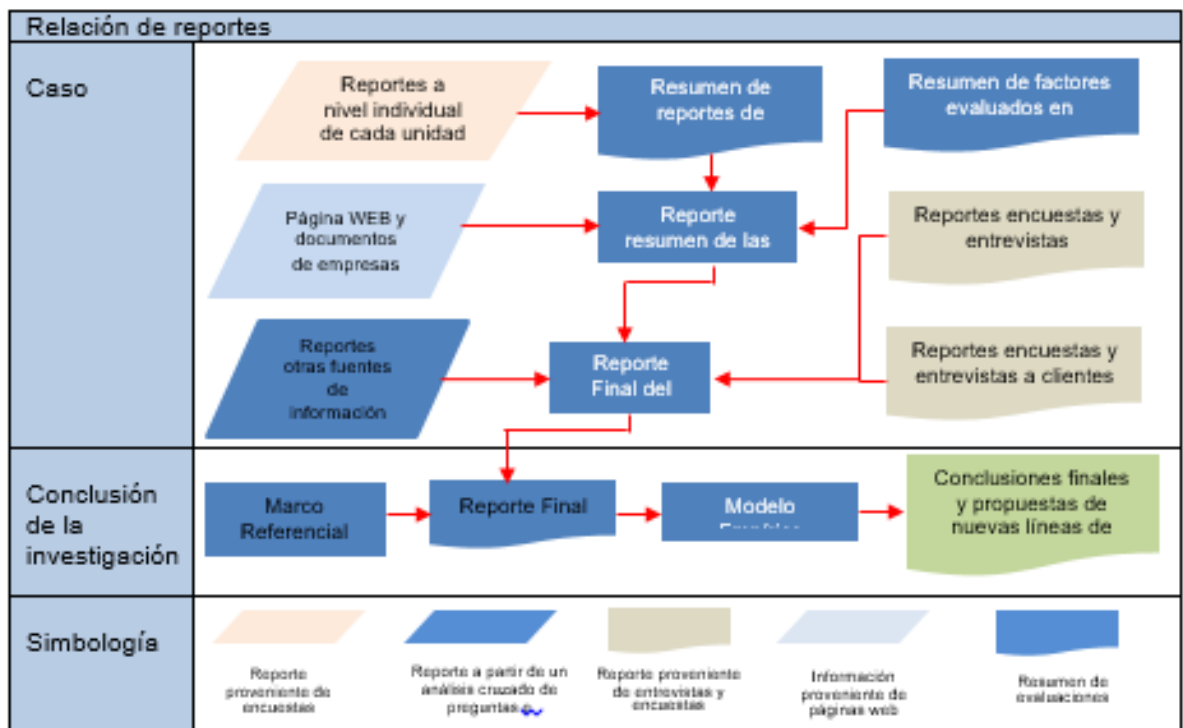 Relación de reportes
Caso
Reportes a
nivel individual
de cada unidad
Resumen de
reportes de
Resumen de factores
evaluados en
Página WEB y
documentos
de empresas
Reporte
resumen de las
Reportes encuestas y
entrevistas
Reportes
otras fuentes
de
información
Reporte
Final del
Reportes encuestas y
entrevistas a clientes
Conclusión
de la
investigación
Marco
Referencial
Reporte Final
Modelo
Conclusiones finales
y propuestas de
nuevas líneas de
Simbología
Reporte
proveniente de
encuestas
Reporte a partir de un
análisis cruzado de
preguntas
Reporte proveniente
de entrevistas y
encuestas
Información
proveniente de
páginas web
Resumen de
evaluaciones